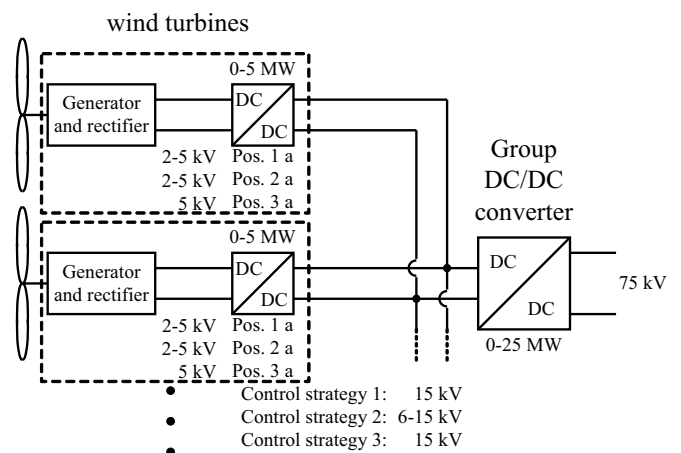 wind turbines
0-5 MW
Generator
and rectifier
DC
DC
2-5 kV Pos. 1 a
2-5 kV Pos. 2 a
5 kV Pos. 3 a
0-5 MW
Generator
and rectifier
DC
DC
2-5 kV Pos. 1 a
2-5 kV Pos. 2 a
5 kV Pos. 3 a
Group
DC/DC
converter
DC
DC
75 kV
0-25 MW
Control strategy 1: 15 kV
Control strategy 2: 6-15 kV
Control strategy 3: 15 kV